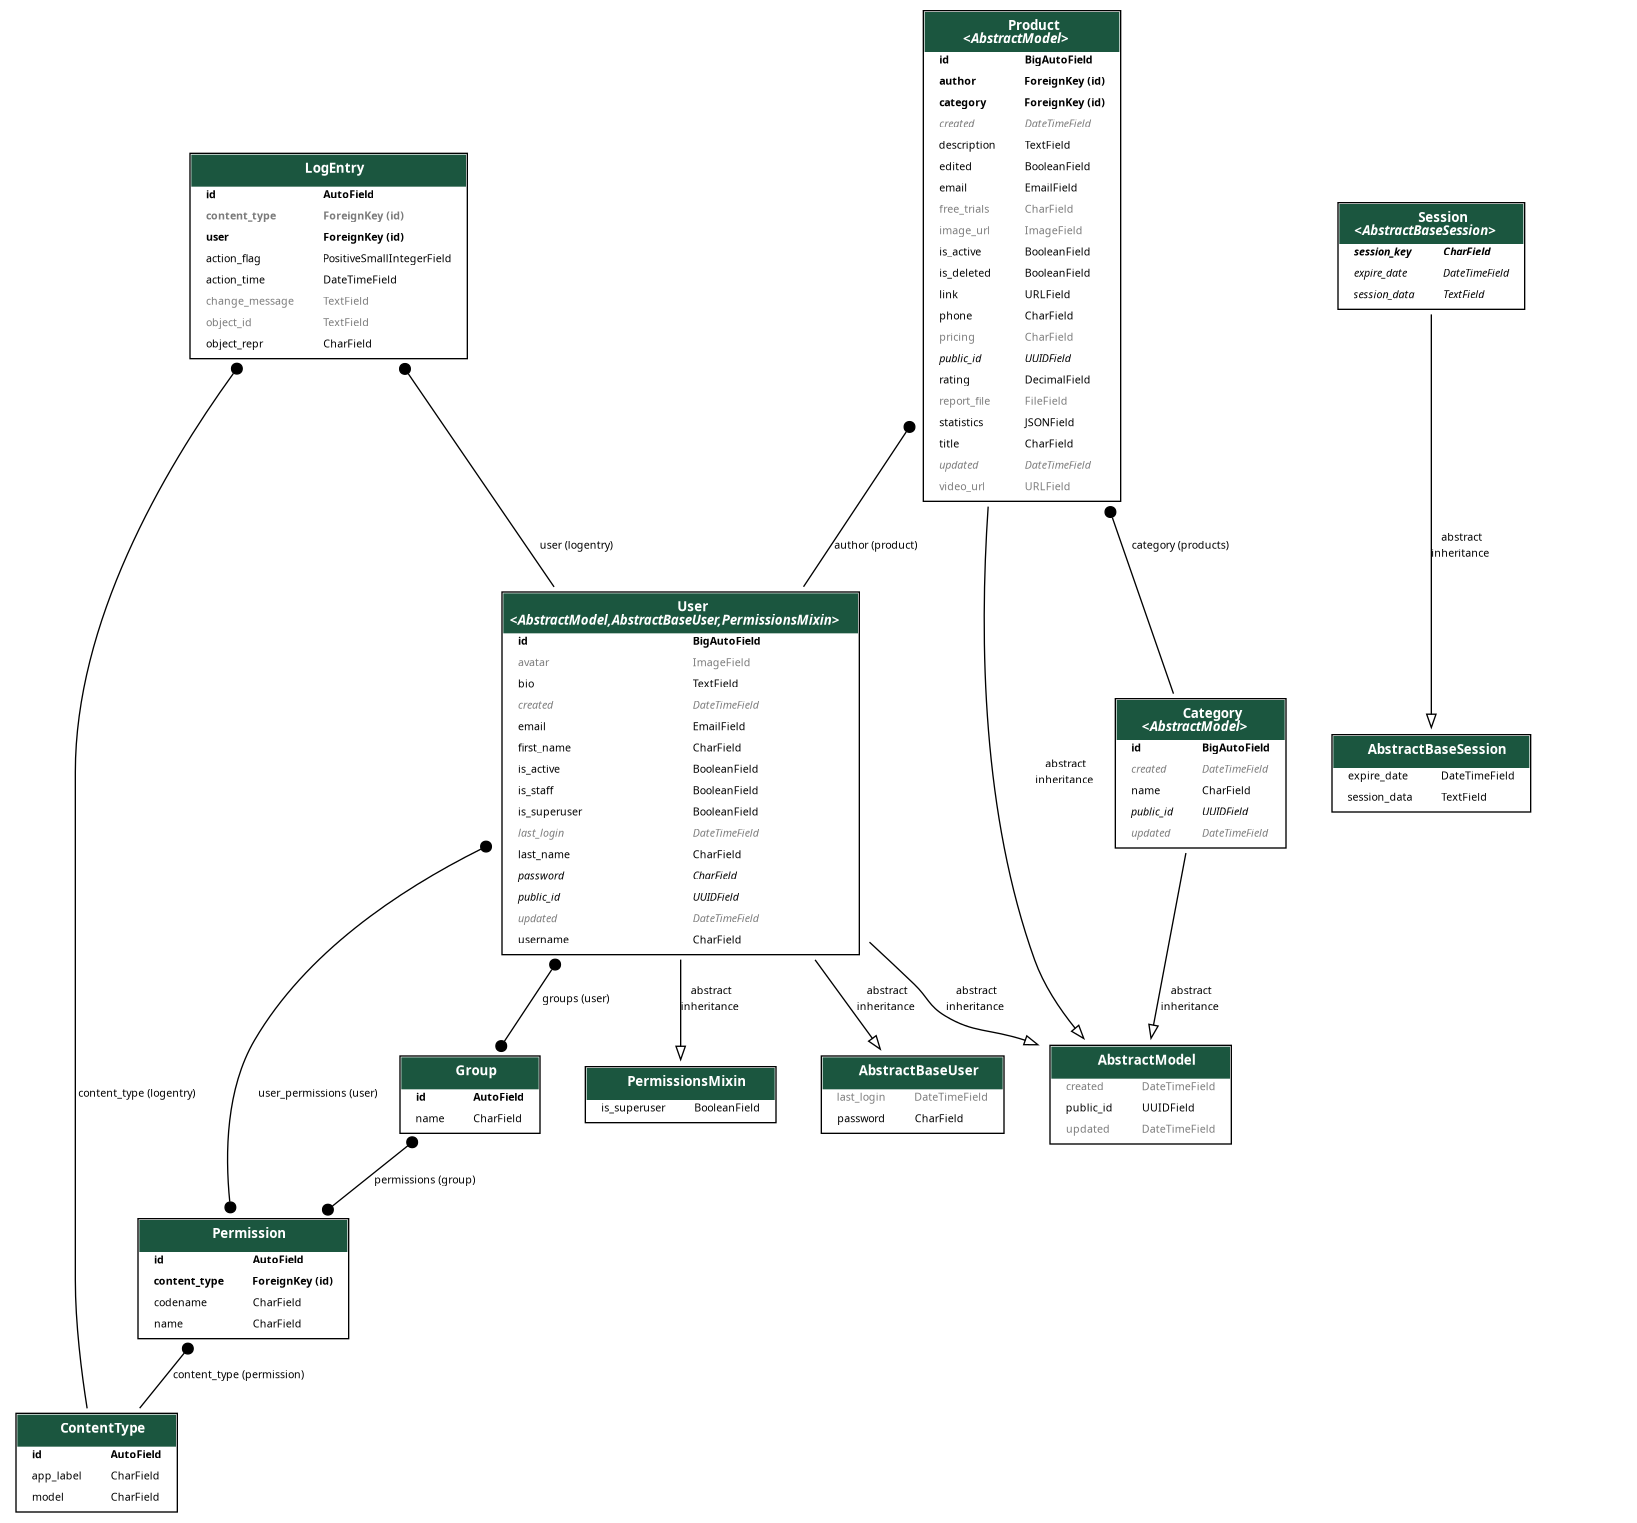 Product
<AbstractModel>
id BigAutoField
author ForeignKey (id)
category ForeignKey (id)
created DateTimeField
description TextField
edited BooleanField
email EmailField
free_trials CharField
image_url ImageField
is_active BooleanField
is_deleted BooleanField
link URLField
phone CharField
pricing CharField
public_id UUIDField
rating DecimalField
report_file FileField
statistics JSONField
title CharField
updated DateTimeField
video_url URLField
LogEntry
id AutoField
content_type ForeignKey (id)
user ForeignKey (id)
action_flag PositiveSmallIntegerField
action_time DateTimeField
change_message TextField
object_id TextField
object_repr CharField
Session
<AbstractBaseSession>
session_key CharField
expire_date DateTimeField
session_data TextField
user (logentry)
author (product)
category (products)
abstract
inheritance
User
<AbstractModel,AbstractBaseUser,PermissionsMixin>
id BigAutoField
avatar ImageField
bio TextField
created DateTimeField
email EmailField
first_name CharField
is_active BooleanField
is_staff BooleanField
is_superuser BooleanField
last_login DateTimeField
last_name CharField
password CharField
public_id UUIDField
updated DateTimeField
username CharField
abstract
inheritance
Category
<AbstractModel>
id BigAutoField
created DateTimeField
name CharField
public_id UUIDField
updated DateTimeField
AbstractBaseSession
expire_date DateTimeField
session_data TextField
groups (user)
abstract
inheritance
abstract
inheritance
abstract
inheritance
abstract
inheritance
content_type (logentry)
user_permissions (user)
Group
id AutoField
name CharField
PermissionsMixin
is_superuser BooleanField
AbstractBaseUser
last_login DateTimeField
password CharField
AbstractModel
created DateTimeField
public_id UUIDField
updated DateTimeField
permissions (group)
Permission
id AutoField
content_type ForeignKey (id)
codename CharField
name CharField
content_type (permission)
ContentType
id AutoField
app_label CharField
model CharField